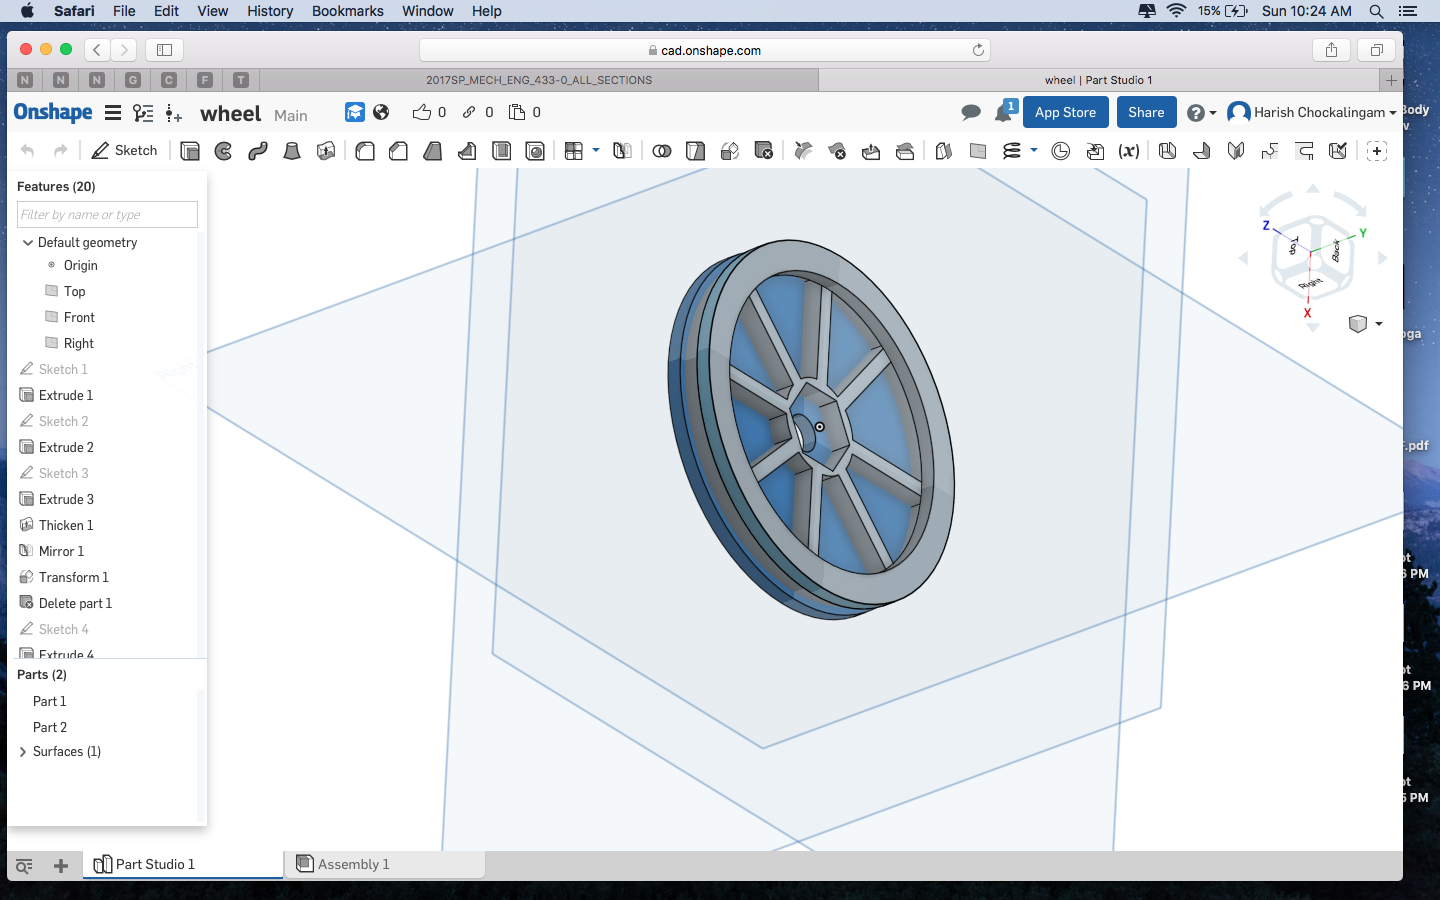 Safari File Edit View History Bookmarks Window Help 15% Sun 10:24 AM
cad.onshape.com
N N N G C F T 2017SP_MECH_ENG_433-0_ALL_SECTIONS wheel | Part Studio 1
Onshape wheel Main 0 0 0 1 App Store Share Harish Chockalingam
Sketch (x)
Features (20)
Filter by name or type
Default geometry
Origin
Top
Front
Right
Sketch 1
Extrude 1
Sketch 2
Extrude 2
Sketch 3
Extrude 3
Thicken 1
Mirror 1
Transform 1
Delete part 1
Sketch 4
Extrude 4
Parts (2)
Part 1
Part 2
Surfaces (1)
Z Y
Top Back
Right
X
Body
F.pdf
6 PM
6 PM
5 PM
Part Studio 1 Assembly 1